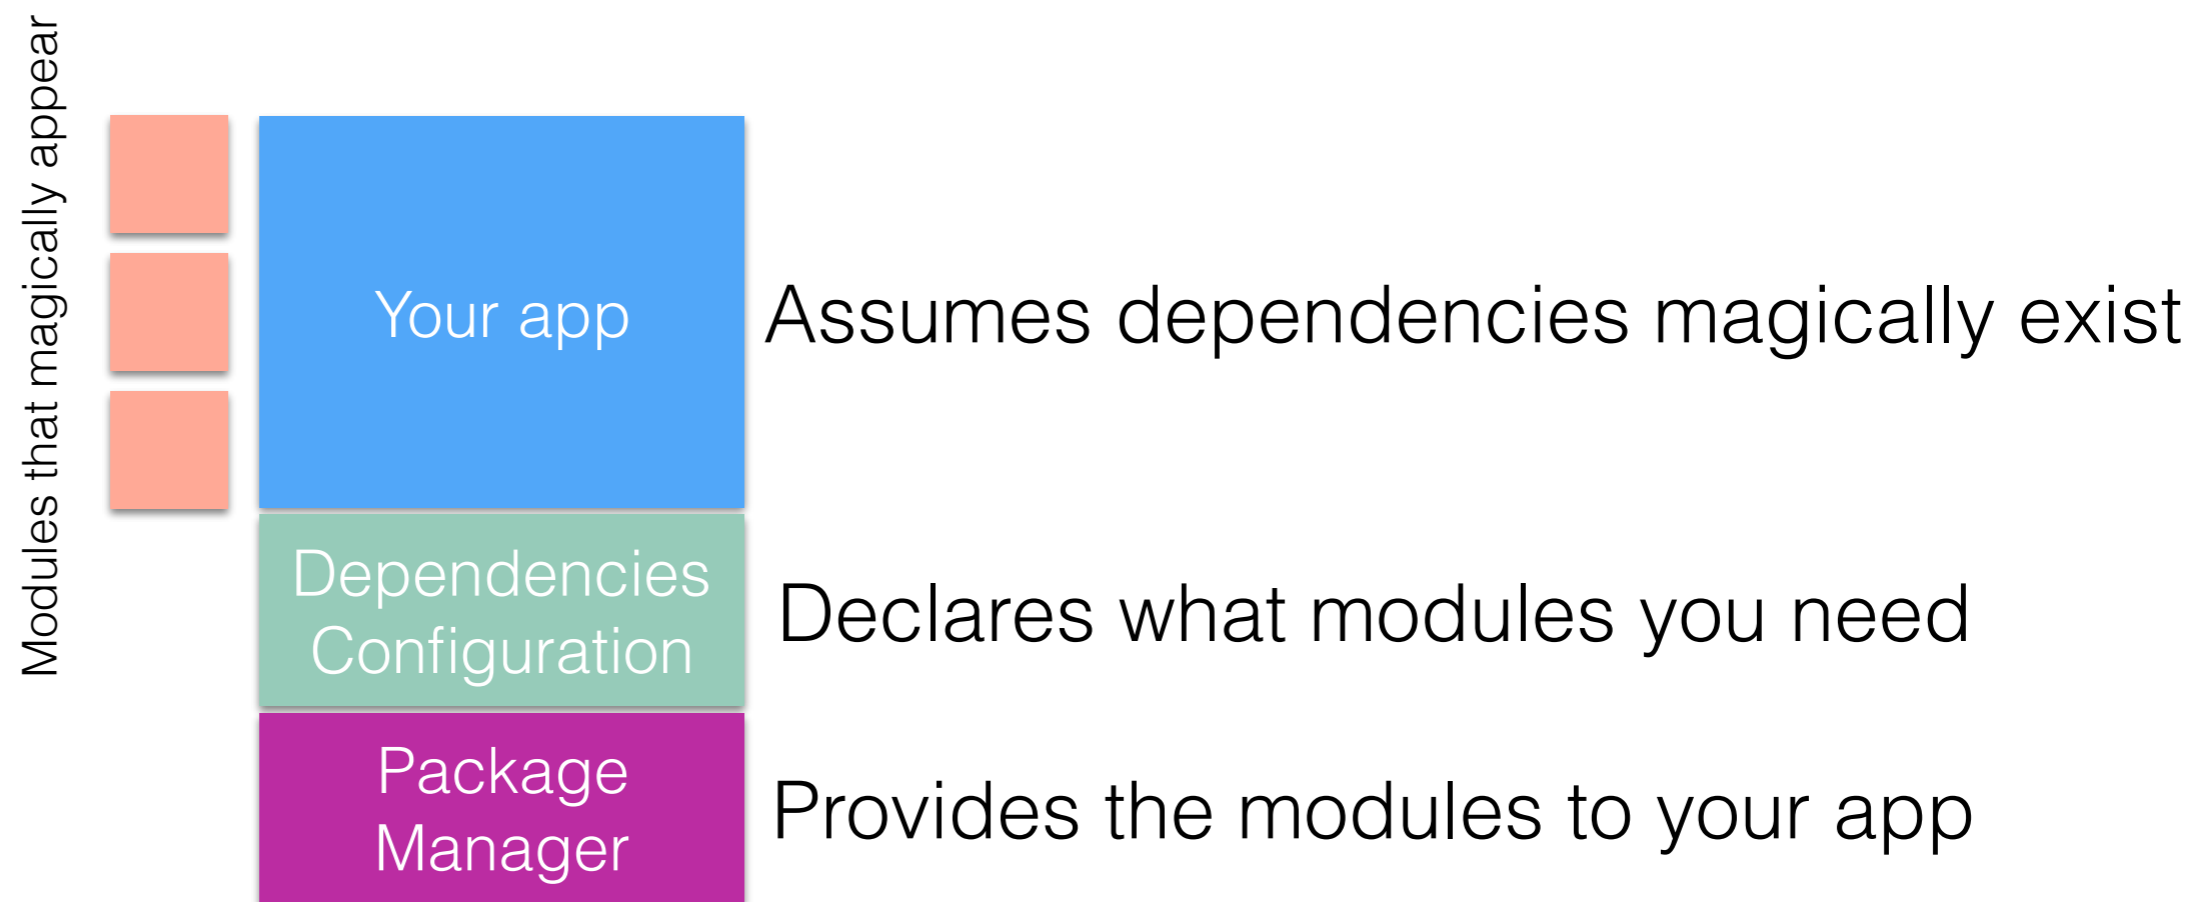 Modules that magically appear
Your app
Assumes dependencies magically exist
Dependencies
Configuration
Declares what modules you need
Package
Manager
Provides the modules to your app